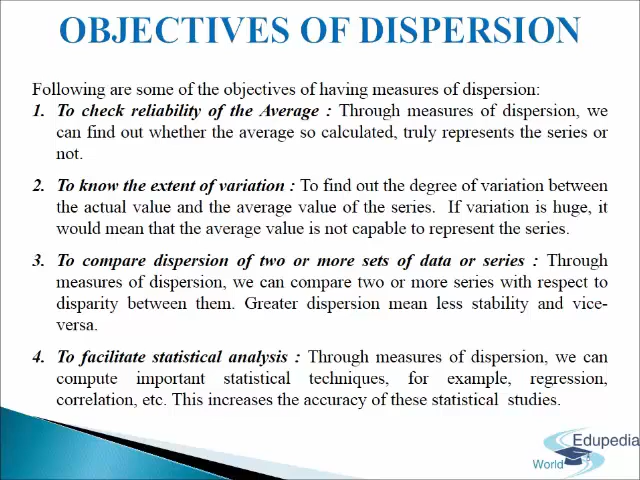 OBJECTIVES OF DISPERSION
Following are some of the objectives of having measures of dispersion:
1. To check reliability of the Average : Through measures of dispersion, we
can find out whether the average so calculated, truly represents the series or
not.
2. To know the extent of variation : To find out the degree of variation between
the actual value and the average value of the series. If variation is huge, it
would mean that the average value is not capable to represent the series.
3. To compare dispersion of two or more sets of data or series : Through
measures of dispersion, we can compare two or more series with respect to
disparity between them. Greater dispersion mean less stability and vice-
versa.
4. To facilitate statistical analysis : Through measures of dispersion, we can
compute important statistical techniques, for example, regression,
correlation, etc. This increases the accuracy of these statistical studies.
Edupedia
World